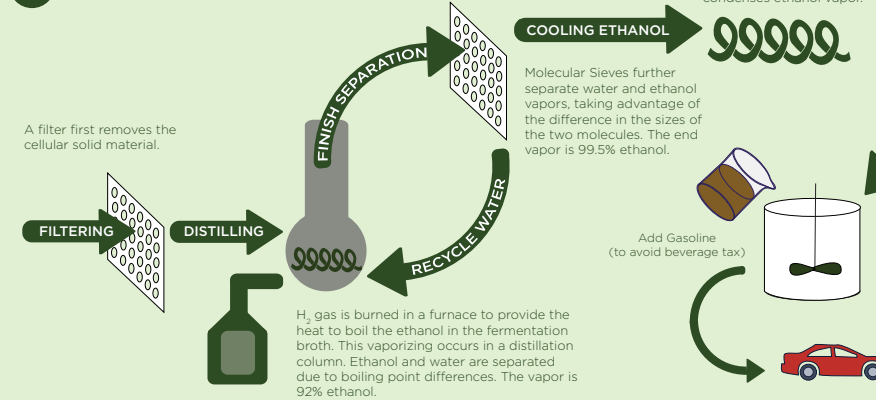 condenses ethanol vapor.
COOLING ETHANOL
FINISH SEPARATION
Molecular Sieves further
separate water and ethanol
vapors, taking advantage of
the difference in the sizes of
the two molecules. The end
vapor is 99.5% ethanol.
A filter first removes the
cellular solid material.
FILTERING
DISTILLING
RECYCLE WATER
H₂ gas is burned in a furnace to provide the
heat to boil the ethanol in the fermentation
broth. This vaporizing occurs in a distillation
column. Ethanol and water are separated
due to boiling point differences. The vapor is
92% ethanol.
Add Gasoline
(to avoid beverage tax)